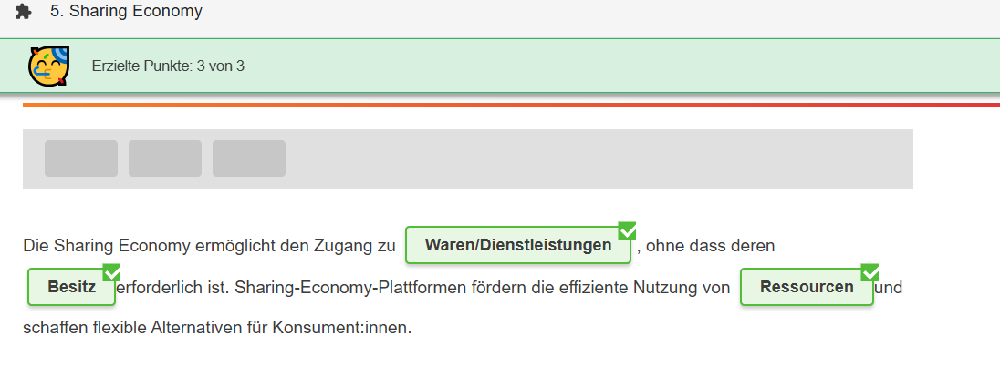 5. Sharing Economy
Erzielte Punkte: 3 von 3
Die Sharing Economy ermöglicht den Zugang zu Waren/Dienstleistungen , ohne dass deren
Besitz erforderlich ist. Sharing-Economy-Plattformen fördern die effiziente Nutzung von Ressourcen und
schaffen flexible Alternativen für Konsument:innen.